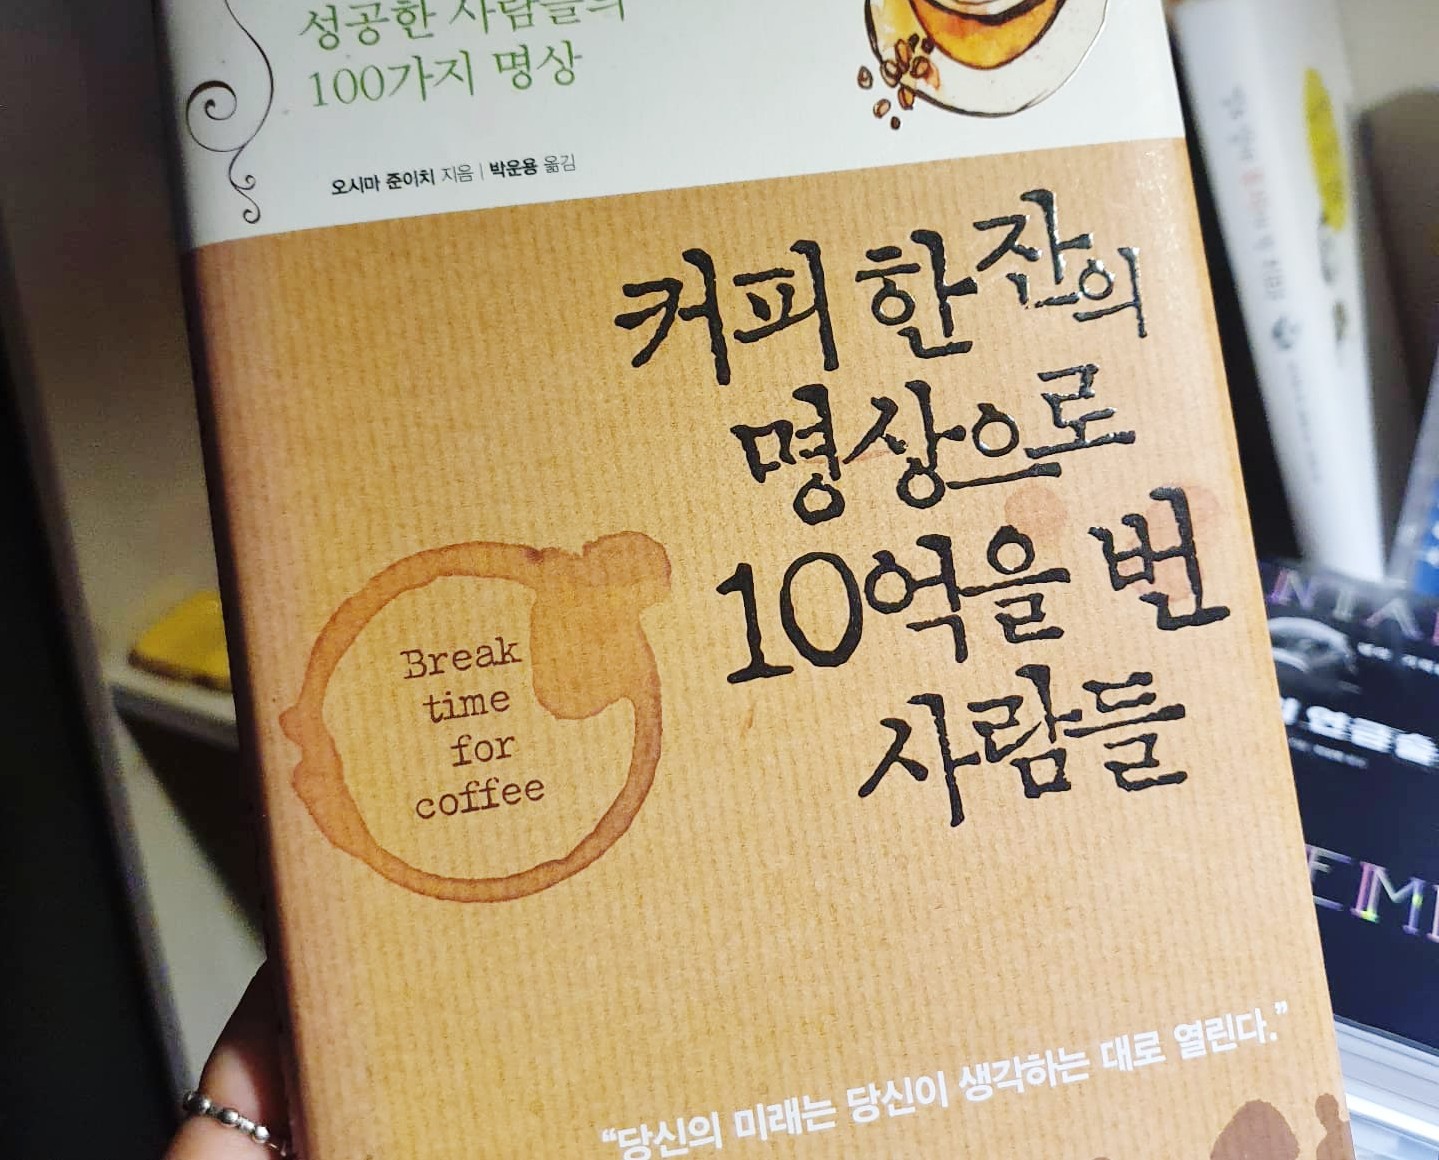 성공한 사람들의
100가지 명상
오시마 준이치 지음 | 박운용 옮김
커피 한 잔의
명상으로
10억을 번
사람들
Break
time
for
coffee
“당신의 미래는 당신이 생각하는 대로 열린다.”